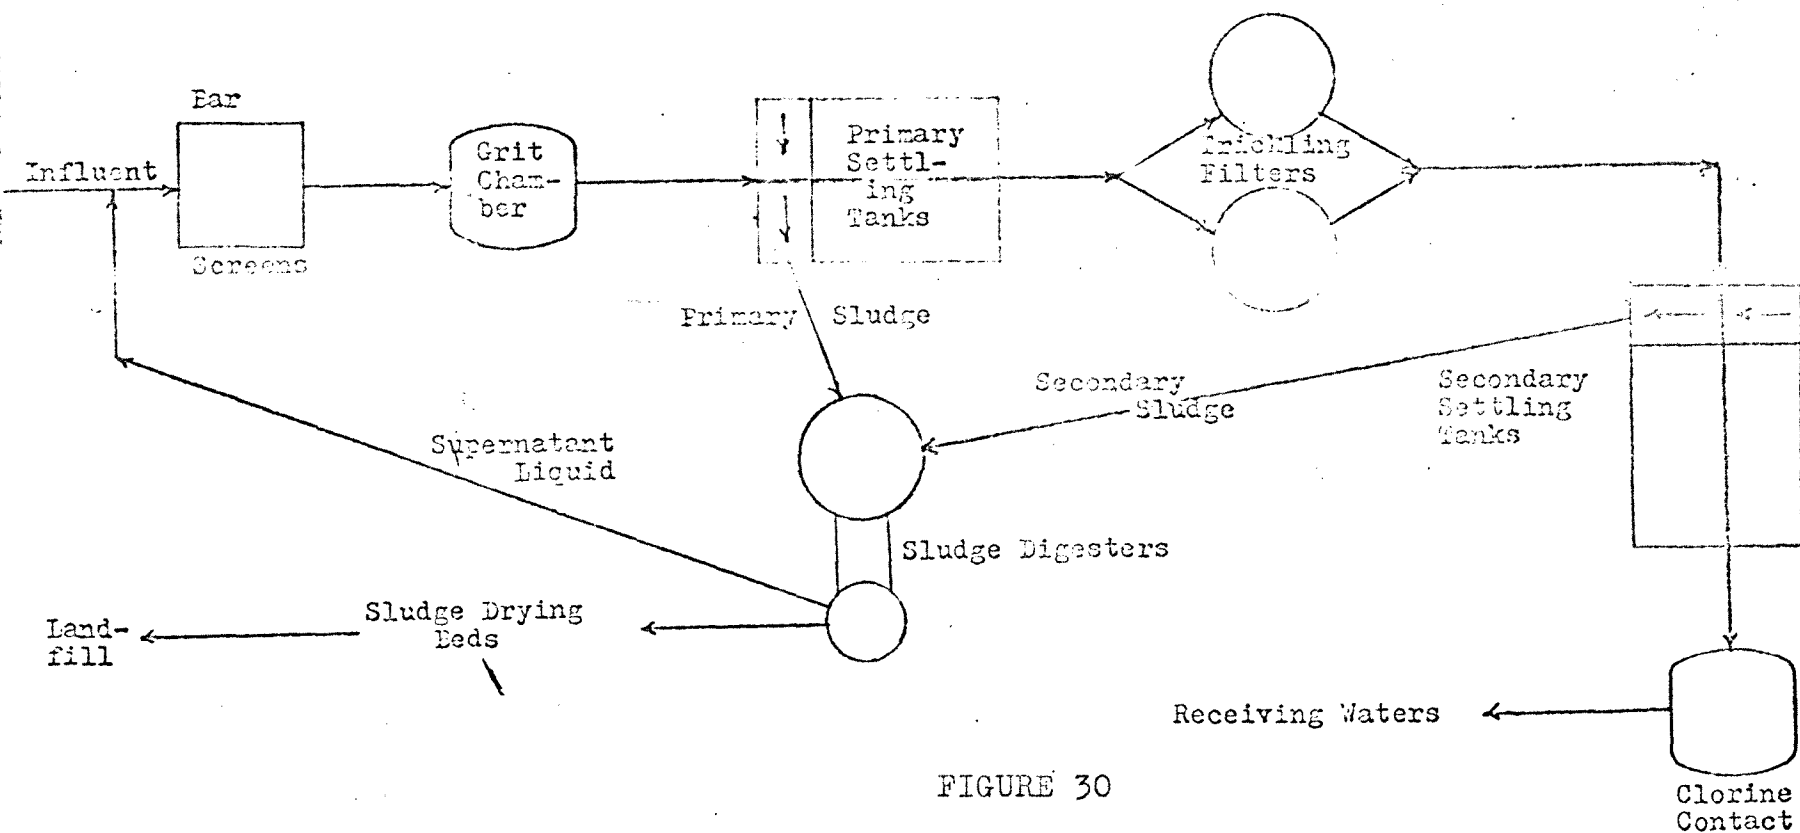 Bar
Influent
Screens
Grit
Cham-
ber
Primary
Settl-
ing
Tanks
Trickling
Filters
Primary Sludge
Secondary
Sludge
Secondary
Settling
Tanks
Supernatant
Liquid
Sludge Digesters
Sludge Drying
Beds
Land-
fill
Receiving Waters
FIGURE 30
Clorine
Contact